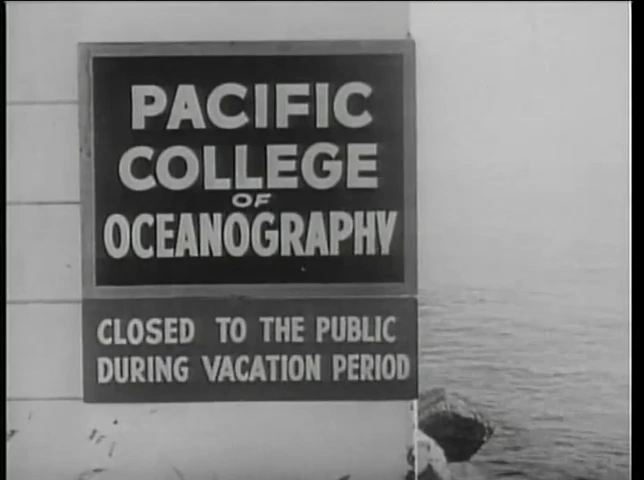 PACIFIC
COLLEGE
OF
OCEANOGRAPHY
CLOSED TO THE PUBLIC
DURING VACATION PERIOD